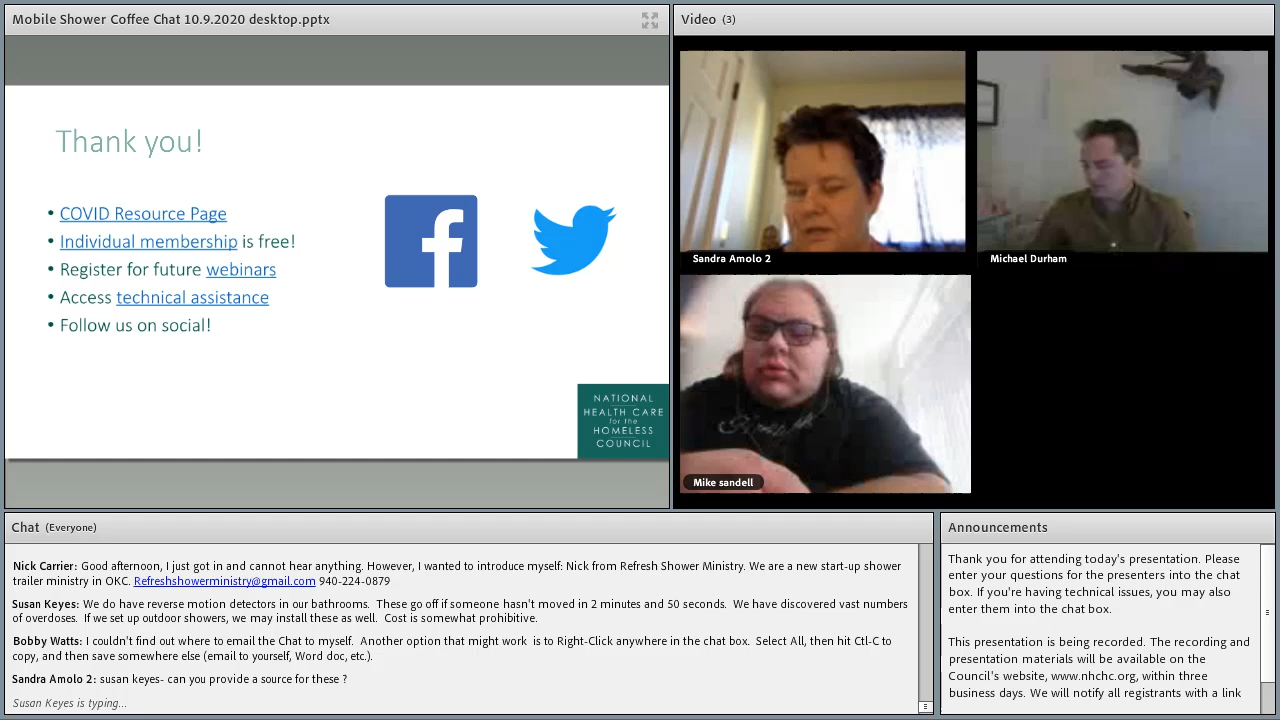 Mobile Shower Coffee Chat 10.9.2020 desktop.pptx
Thank you!
• COVID Resource Page
• Individual membership is free!
• Register for future webinars
• Access technical assistance
• Follow us on social!
NATIONAL
HEALTH CARE
for the
HOMELESS
COUNCIL
Video (3)
Sandra Amolo 2
Michael Durham
Mike sandell
Chat (Everyone)
Nick Carrier: Good afternoon, I just got in and cannot hear anything. However, I wanted to introduce myself: Nick from Refresh Shower Ministry. We are a new start-up shower
trailer ministry in OKC. Refreshshowerministry@gmail.com 940-224-0879
Susan Keyes: We do have reverse motion detectors in our bathrooms. These go off if someone hasn't moved in 2 minutes and 50 seconds. We have discovered vast numbers
of overdoses. If we set up outdoor showers, we may install these as well. Cost is somewhat prohibitive.
Bobby Watts: I couldn't find out where to email the Chat to myself. Another option that might work is to Right-Click anywhere in the chat box. Select All, then hit Ctl-C to
copy, and then save somewhere else (email to yourself, Word doc, etc.).
Sandra Amolo 2: susan keyes- can you provide a source for these ?
Susan Keyes is typing...
Announcements
Thank you for attending today's presentation. Please
enter your questions for the presenters into the chat
box. If you're having technical issues, you may also
enter them into the chat box.
This presentation is being recorded. The recording and
presentation materials will be available on the
Council's website, www.nhchc.org, within three
business days. We will notify all registrants with a link